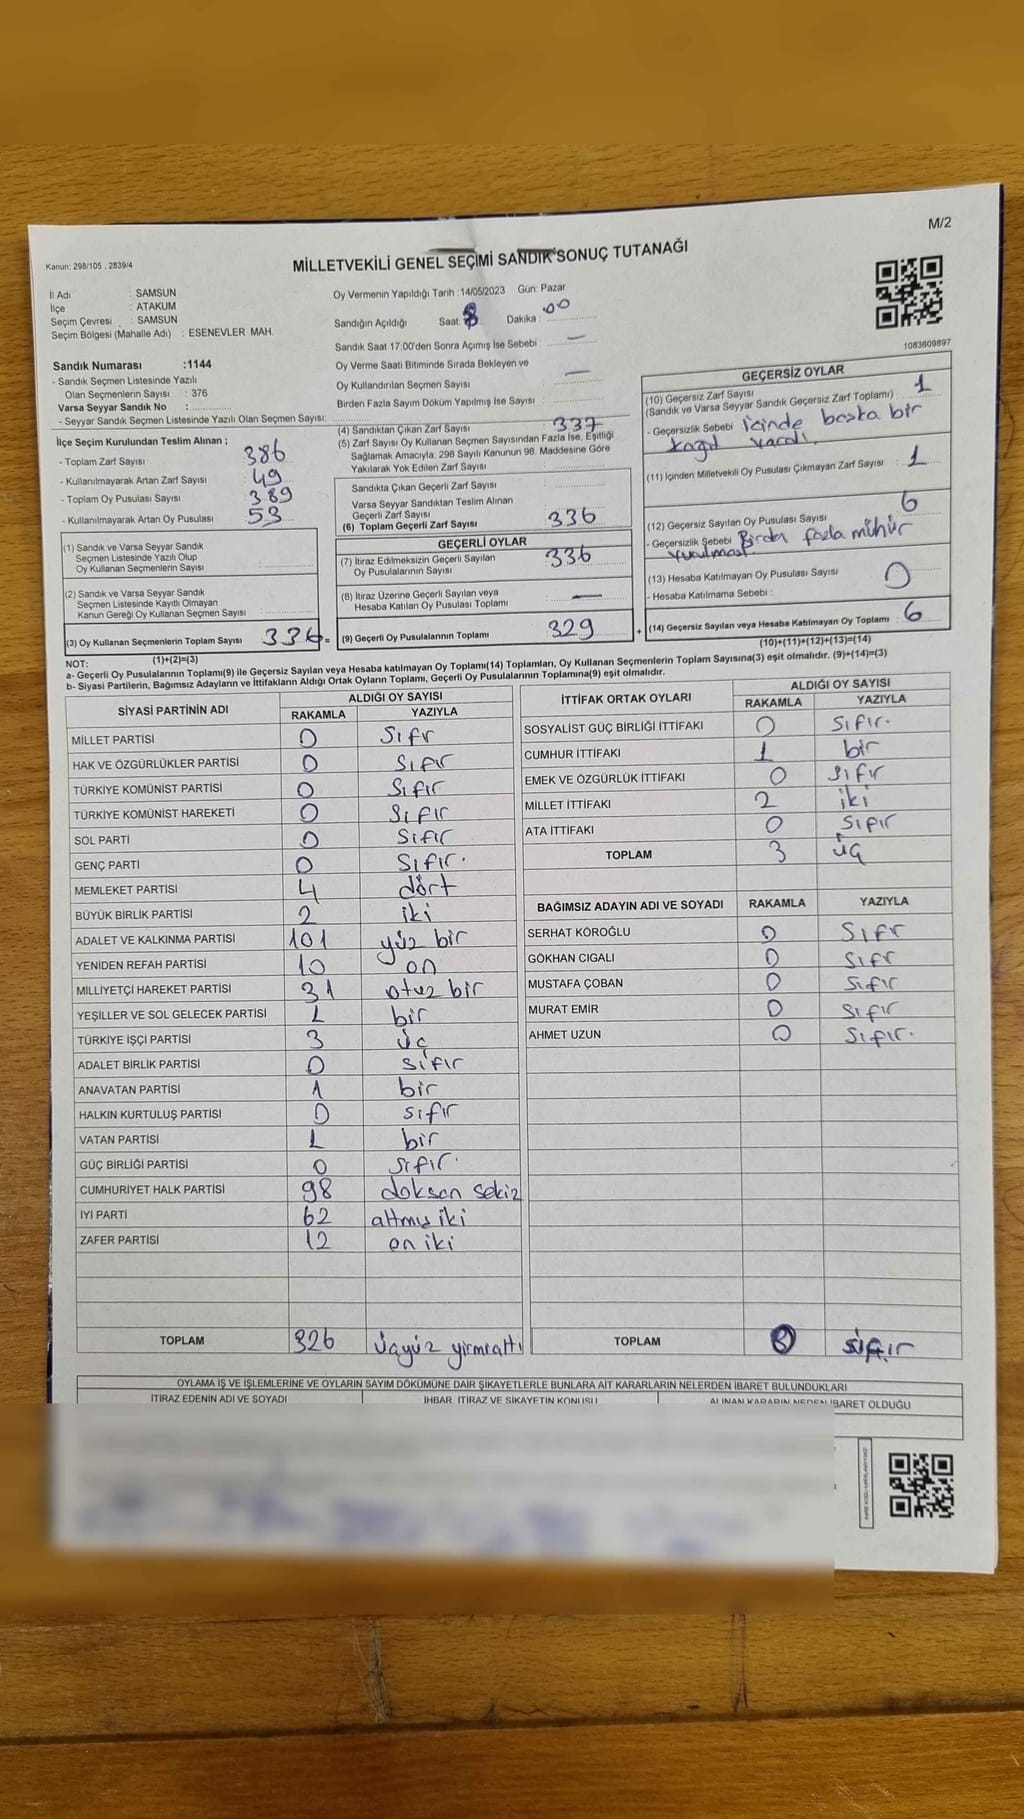 M/2
Kanun: 298/105 , 2839/4
MİLLETVEKİLİ GENEL SEÇİMİ SANDIK SONUÇ TUTANAĞI
İl Adı : SAMSUN
İlçe : ATAKUM
Seçim Çevresi : SAMSUN
Seçim Bölgesi (Mahalle Adı) : ESENEVLER MAH.
Sandık Numarası :1144
- Sandık Seçmen Listesinde Yazılı
Olan Seçmenlerin Sayısı : 376
Varsa Seyyar Sandık No :
- Seyyar Sandık Seçmen Listesinde Yazılı Olan Seçmen Sayısı:
Oy Vermenin Yapıldığı Tarih :14/05/2023 Gün: Pazar
Sandığın Açıldığı Saat: 8 Dakika : 00
Sandık Saat 17:00'den Sonra Açımış İse Sebebi : —
Oy Verme Saati Bitiminde Sırada Bekleyen ve
Oy Kullandırılan Seçmen Sayısı —
Birden Fazla Sayım Döküm Yapılmış İse Sayısı :
1083609897
İlçe Seçim Kurulundan Teslim Alınan ;
- Toplam Zarf Sayısı 386
- Kullanılmayarak Artan Zarf Sayısı : 49
- Toplam Oy Pusulası Sayısı 389
- Kullanılmayarak Artan Oy Pusulası 53
(1) Sandık ve Varsa Seyyar Sandık
Seçmen Listesinde Yazılı Olup
Oy Kullanan Seçmenlerin Sayısı :
(2) Sandık ve Varsa Seyyar Sandık
Seçmen Listesinde Kayıtlı Olmayan
Kanun Gereği Oy Kullanan Seçmen Sayısı :
(3) Oy Kullanan Seçmenlerin Toplam Sayısı 336 =
(1)+(2)=(3)
(4) Sandıktan Çıkan Zarf Sayısı 337
(5) Zarf Sayısı Oy Kullanan Seçmen Sayısından Fazla İse, Eşitliği
Sağlamak Amacıyla; 298 Sayılı Kanunun 98. Maddesine Göre
Yakılarak Yok Edilen Zarf Sayısı
Sandıkta Çıkan Geçerli Zarf Sayısı
Varsa Seyyar Sandıktan Teslim Alınan
Geçerli Zarf Sayısı
(6) Toplam Geçerli Zarf Sayısı 336
GEÇERLİ OYLAR
(7) İtiraz Edilmeksizin Geçerli Sayılan
Oy Pusulalarının Sayısı 336
(8) İtiraz Üzerine Geçerli Sayılan veya
Hesaba Katılan Oy Pusulası Toplamı —
(9) Geçerli Oy Pusulalarının Toplamı 329 +
GEÇERSİZ OYLAR
(10) Geçersiz Zarf Sayısı
(Sandık ve Varsa Seyyar Sandık Geçersiz Zarf Toplamı) : 1
- Geçersizlik Sebebi içinde başka bir
kağıt vardı.
(11) İçinden Milletvekili Oy Pusulası Çıkmayan Zarf Sayısı : 1
(12) Geçersiz Sayılan Oy Pusulası Sayısı 6
- Geçersizlik Sebebi Birden fazla mühür
vurulması
(13) Hesaba Katılmayan Oy Pusulası Sayısı 0
- Hesaba Katılmama Sebebi :
(14) Geçersiz Sayılan veya Hesaba Katılmayan Oy Toplamı : 6
(10)+(11)+(12)+(13)=(14)
NOT:
a- Geçerli Oy Pusulalarının Toplamı(9) ile Geçersiz Sayılan veya Hesaba katılmayan Oy Toplamı(14) Toplamları, Oy Kullanan Seçmenlerin Toplam Sayısına(3) eşit olmalıdır. (9)+(14)=(3)
b- Siyasi Partilerin, Bağımsız Adayların ve İttifakların Aldığı Ortak Oyların Toplamı, Geçerli Oy Pusulalarının Toplamına(9) eşit olmalıdır.
SİYASİ PARTİNİN ADI ALDIĞI OY SAYISI
RAKAMLA YAZIYLA
MİLLET PARTİSİ 0 Sıfr
HAK VE ÖZGÜRLÜKLER PARTİSİ 0 Sıfır
TÜRKİYE KOMÜNİST PARTİSİ 0 Sıfır
TÜRKİYE KOMÜNİST HAREKETİ 0 Sıfır
SOL PARTİ 0 Sıfır
GENÇ PARTİ 0 Sıfır.
MEMLEKET PARTİSİ 4 dört
BÜYÜK BİRLİK PARTİSİ 2 iki
ADALET VE KALKINMA PARTİSİ 101 yüz bir
YENİDEN REFAH PARTİSİ 10 on
MİLLİYETÇİ HAREKET PARTİSİ 31 otuz bir
YEŞİLLER VE SOL GELECEK PARTİSİ 1 bir
TÜRKİYE İŞÇİ PARTİSİ 3 üç
ADALET BİRLİK PARTİSİ 0 sıfır
ANAVATAN PARTİSİ 1 bir
HALKIN KURTULUŞ PARTİSİ 0 sıfır
VATAN PARTİSİ 1 bir
GÜÇ BİRLİĞİ PARTİSİ 0 sıfır.
CUMHURİYET HALK PARTİSİ 98 doksan sekiz
İYİ PARTİ 62 altmış iki
ZAFER PARTİSİ 12 on iki
TOPLAM 326 üçyüz yirmialtı
İTTİFAK ORTAK OYLARI ALDIĞI OY SAYISI
RAKAMLA YAZIYLA
SOSYALİST GÜÇ BİRLİĞİ İTTİFAKI 0 Sıfır.
CUMHUR İTTİFAKI 1 bir
EMEK VE ÖZGÜRLÜK İTTİFAKI 0 sıfır
MİLLET İTTİFAKI 2 iki
ATA İTTİFAKI 0 sıfır
TOPLAM 3 üç
BAĞIMSIZ ADAYIN ADI VE SOYADI RAKAMLA YAZIYLA
SERHAT KÖROĞLU 0 Sıfr
GÖKHAN CIGALI 0 Sıfr
MUSTAFA ÇOBAN 0 Sıfır
MURAT EMİR 0 Sıfır
AHMET UZUN 0 Sıfır.
TOPLAM sıfır
OYLAMA İŞ VE İŞLEMLERİNE VE OYLARIN SAYIM DÖKÜMÜNE DAİR ŞİKAYETLERLE BUNLARA AİT KARARLARIN NELERDEN İBARET BULUNDUKLARI
İTİRAZ EDENİN ADI VE SOYADI İHBAR, İTİRAZ VE ŞİKAYETİN KONUSU ALINAN KARARIN NEDEN İBARET OLDUĞU